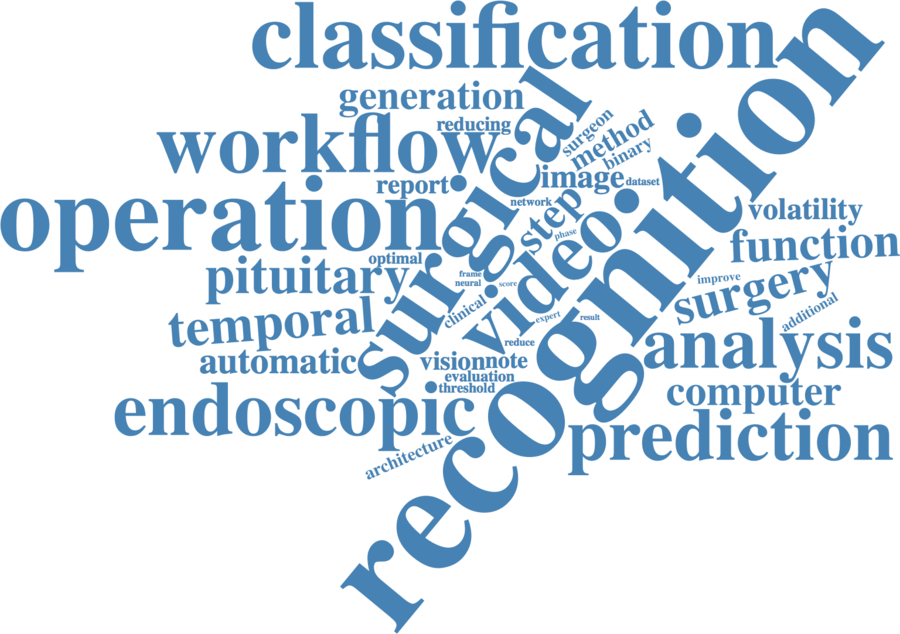 classification
recognition
generation
surgical
workflow
reducing
surgeon
method
binary
report
image
dataset
operation
network
step
phase
video
volatility
function
optimal
pituitary
frame
neural
score
improve
surgery
clinical
temporal
expert
result
additional
automatic
reduce
vision
note
analysis
evaluation
threshold
computer
endoscopic
prediction
architecture